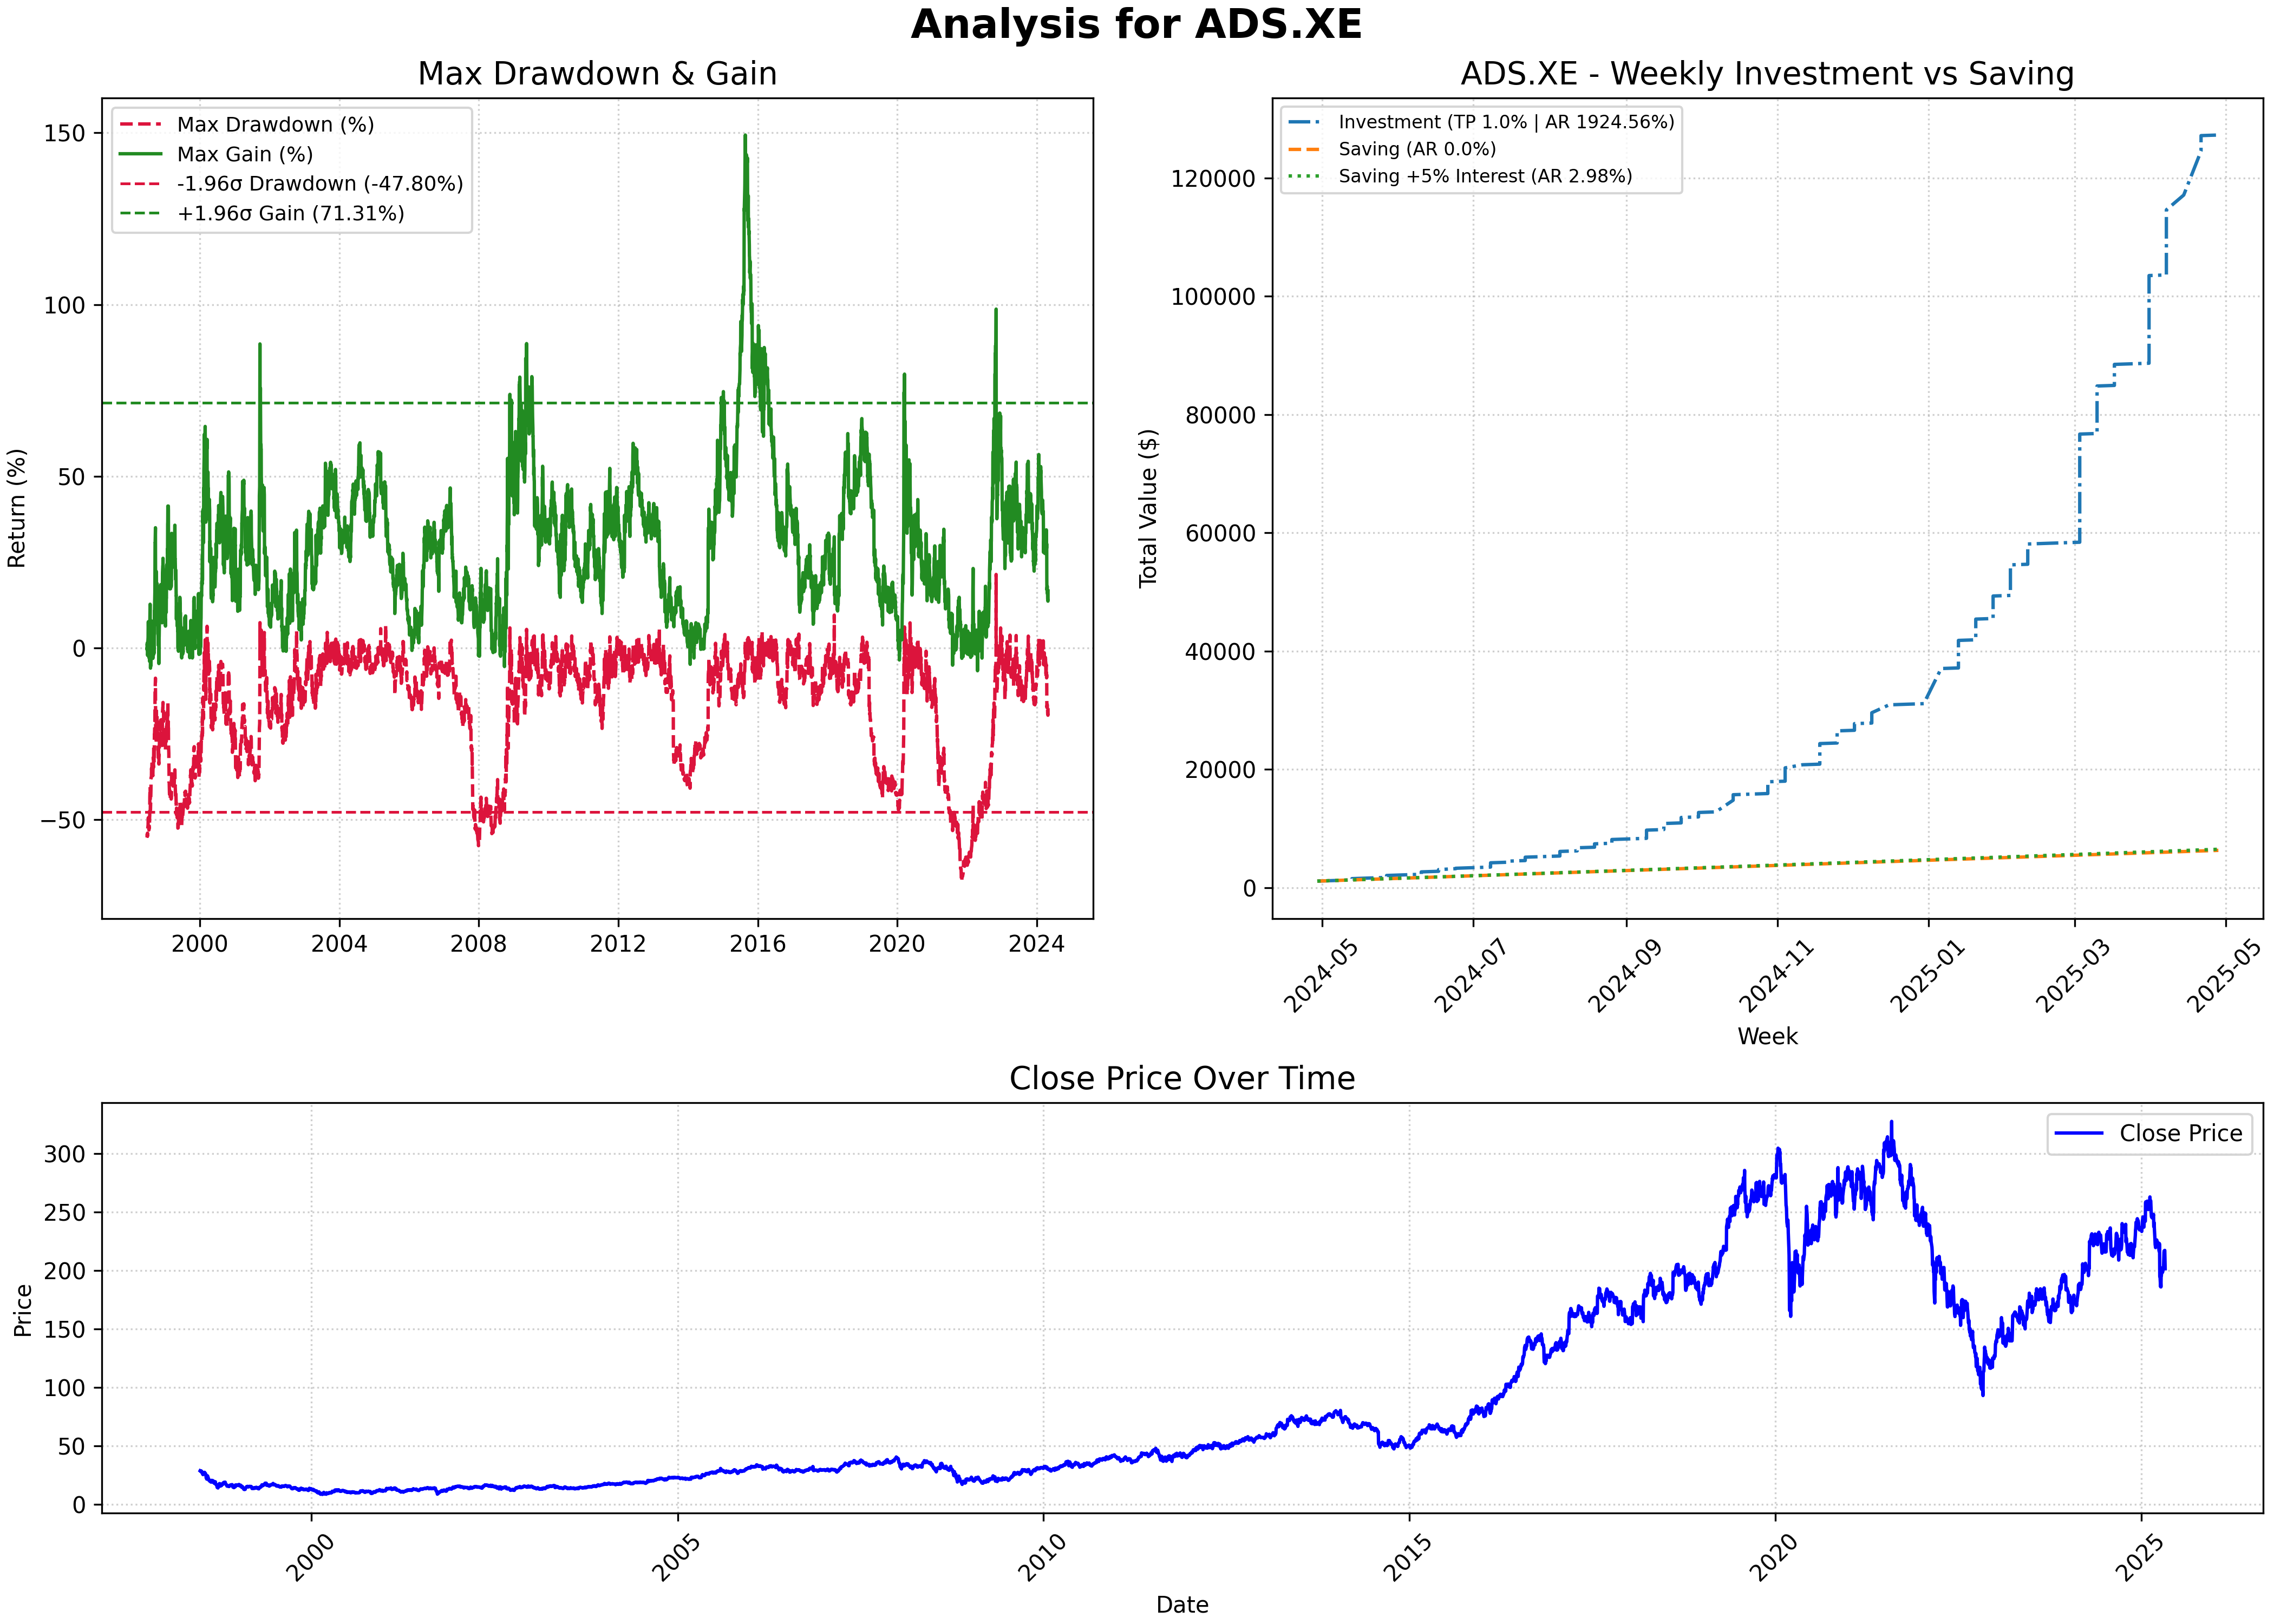 Analysis for ADS.XE
Max Drawdown & Gain
Return (%)
150
100
50
0
−50
Max Drawdown (%)
Max Gain (%)
-1.96σ Drawdown (-47.80%)
+1.96σ Gain (71.31%)
2000
2004
2008
2012
2016
2020
2024
ADS.XE - Weekly Investment vs Saving
Total Value ($)
120000
100000
80000
60000
40000
20000
0
Investment (TP 1.0% | AR 1924.56%)
Saving (AR 0.0%)
Saving +5% Interest (AR 2.98%)
2024-05
2024-07
2024-09
2024-11
2025-01
2025-03
2025-05
Week
Close Price Over Time
Price
300
250
200
150
100
50
0
Close Price
2000
2005
2010
2015
2020
2025
Date